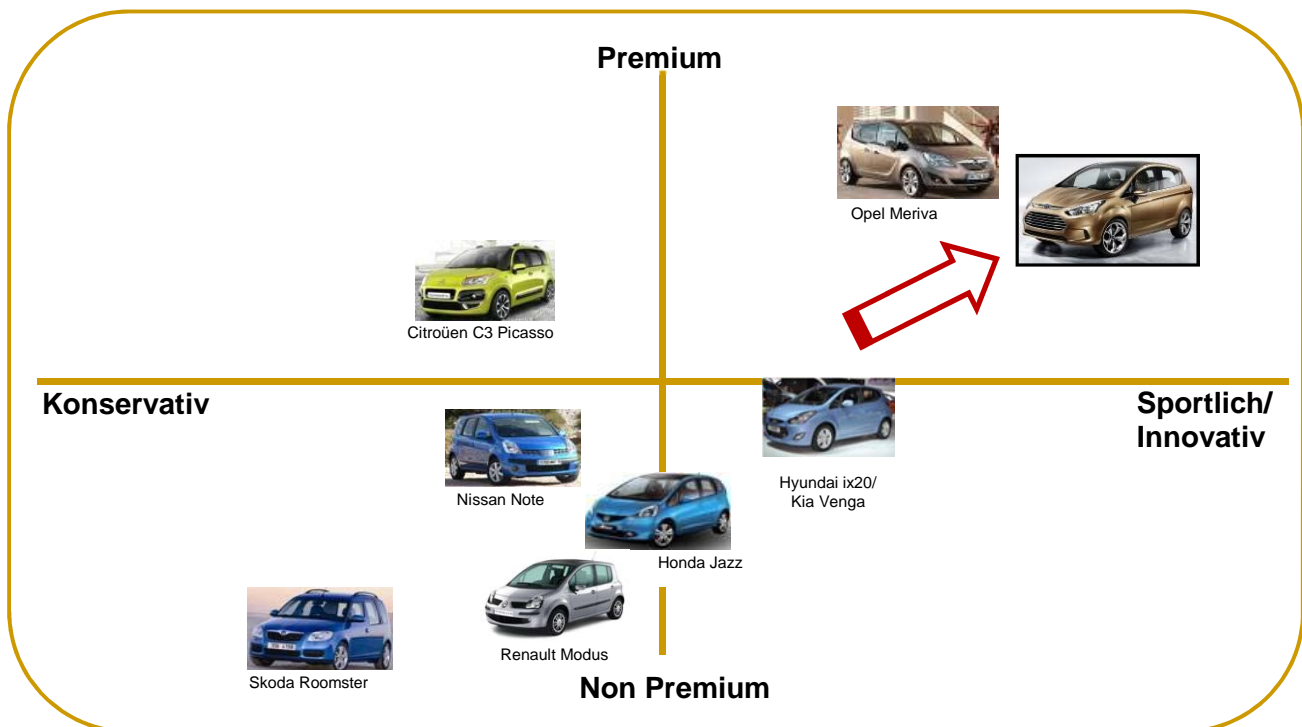 Premium
Opel Meriva
Citroüen C3 Picasso
Konservativ
Sportlich/
Innovativ
Nissan Note
Hyundai ix20/
Kia Venga
Honda Jazz
Renault Modus
Skoda Roomster
Non Premium